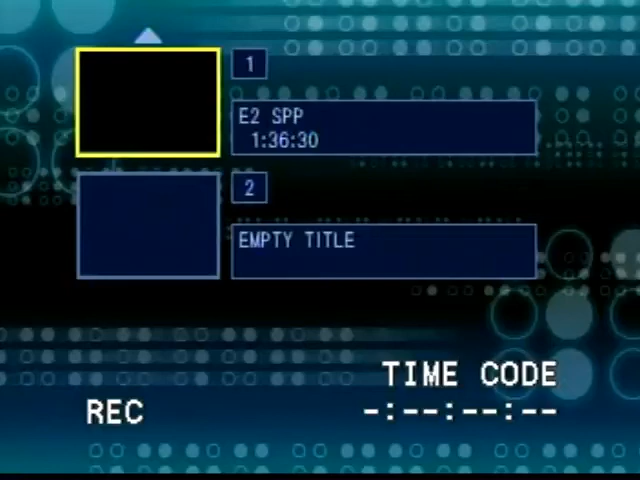 1
E2 SPP
1:36:30
2
EMPTY TITLE
TIME CODE
REC
-:--:--:--